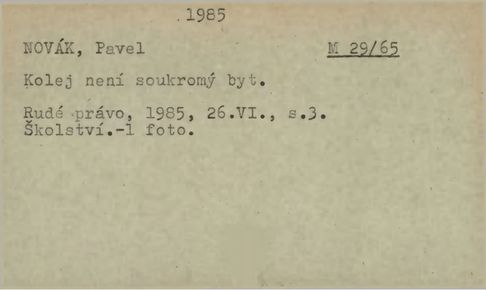 1985
NOVÁK, Pavel M 29/65
Kolej není soukromý byt.
Rudé právo, 1985, 26.VI., s.3.
Školství.-1 foto.